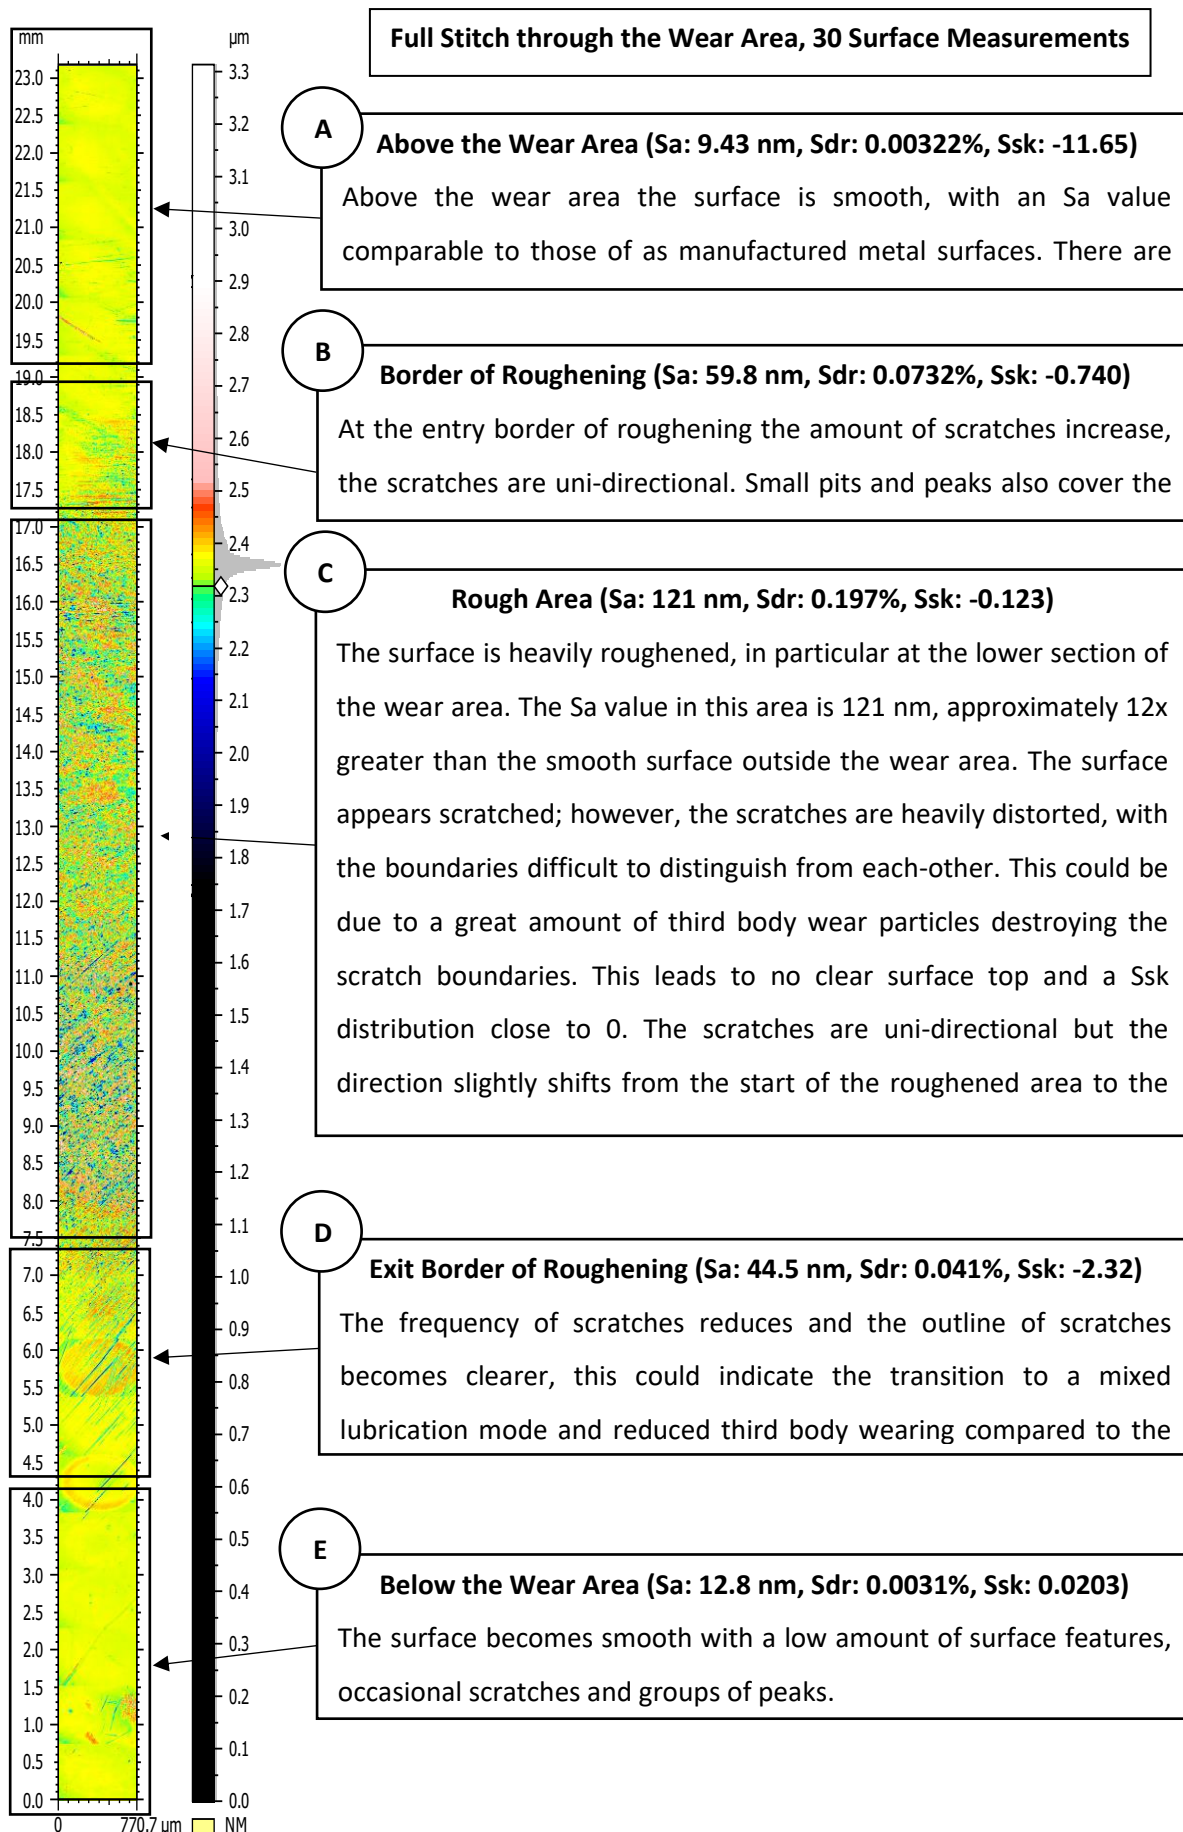 Full Stitch through the Wear Area, 30 Surface Measurements
mm
23.0
22.5
22.0
21.5
21.0
20.5
20.0
19.5
19.0
18.5
18.0
17.5
17.0
16.5
16.0
15.5
15.0
14.5
14.0
13.5
13.0
12.5
12.0
11.5
11.0
10.5
10.0
9.5
9.0
8.5
8.0
7.5
7.0
6.5
6.0
5.5
5.0
4.5
4.0
3.5
3.0
2.5
2.0
1.5
1.0
0.5
0.0
0 770.7 µm
µm
3.3
3.2
3.1
3.0
2.9
2.8
2.7
2.6
2.5
2.4
2.3
2.2
2.1
2.0
1.9
1.8
1.7
1.6
1.5
1.4
1.3
1.2
1.1
1.0
0.9
0.8
0.7
0.6
0.5
0.4
0.3
0.2
0.1
0.0
NM
A
Above the Wear Area (Sa: 9.43 nm, Sdr: 0.00322%, Ssk: -11.65)
Above the wear area the surface is smooth, with an Sa value
comparable to those of as manufactured metal surfaces. There are
B
Border of Roughening (Sa: 59.8 nm, Sdr: 0.0732%, Ssk: -0.740)
At the entry border of roughening the amount of scratches increase,
the scratches are uni-directional. Small pits and peaks also cover the
C
Rough Area (Sa: 121 nm, Sdr: 0.197%, Ssk: -0.123)
The surface is heavily roughened, in particular at the lower section of
the wear area. The Sa value in this area is 121 nm, approximately 12x
greater than the smooth surface outside the wear area. The surface
appears scratched; however, the scratches are heavily distorted, with
the boundaries difficult to distinguish from each-other. This could be
due to a great amount of third body wear particles destroying the
scratch boundaries. This leads to no clear surface top and a Ssk
distribution close to 0. The scratches are uni-directional but the
direction slightly shifts from the start of the roughened area to the
D
Exit Border of Roughening (Sa: 44.5 nm, Sdr: 0.041%, Ssk: -2.32)
The frequency of scratches reduces and the outline of scratches
becomes clearer, this could indicate the transition to a mixed
lubrication mode and reduced third body wearing compared to the
E
Below the Wear Area (Sa: 12.8 nm, Sdr: 0.0031%, Ssk: 0.0203)
The surface becomes smooth with a low amount of surface features,
occasional scratches and groups of peaks.